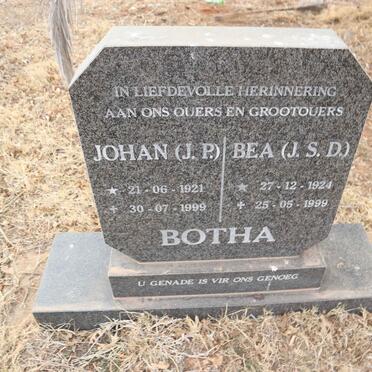 IN LIEFDEVOLLE HERINNERING
AAN ONS OUERS EN GROOTOUERS
JOHAN (J. P.) BEA (J. S. D.)
★ 21-06-1921 ★ 27-12-1924
✝ 30-07-1999 ✝ 25-05-1999
BOTHA
U GENADE IS VIR ONS GENOEG